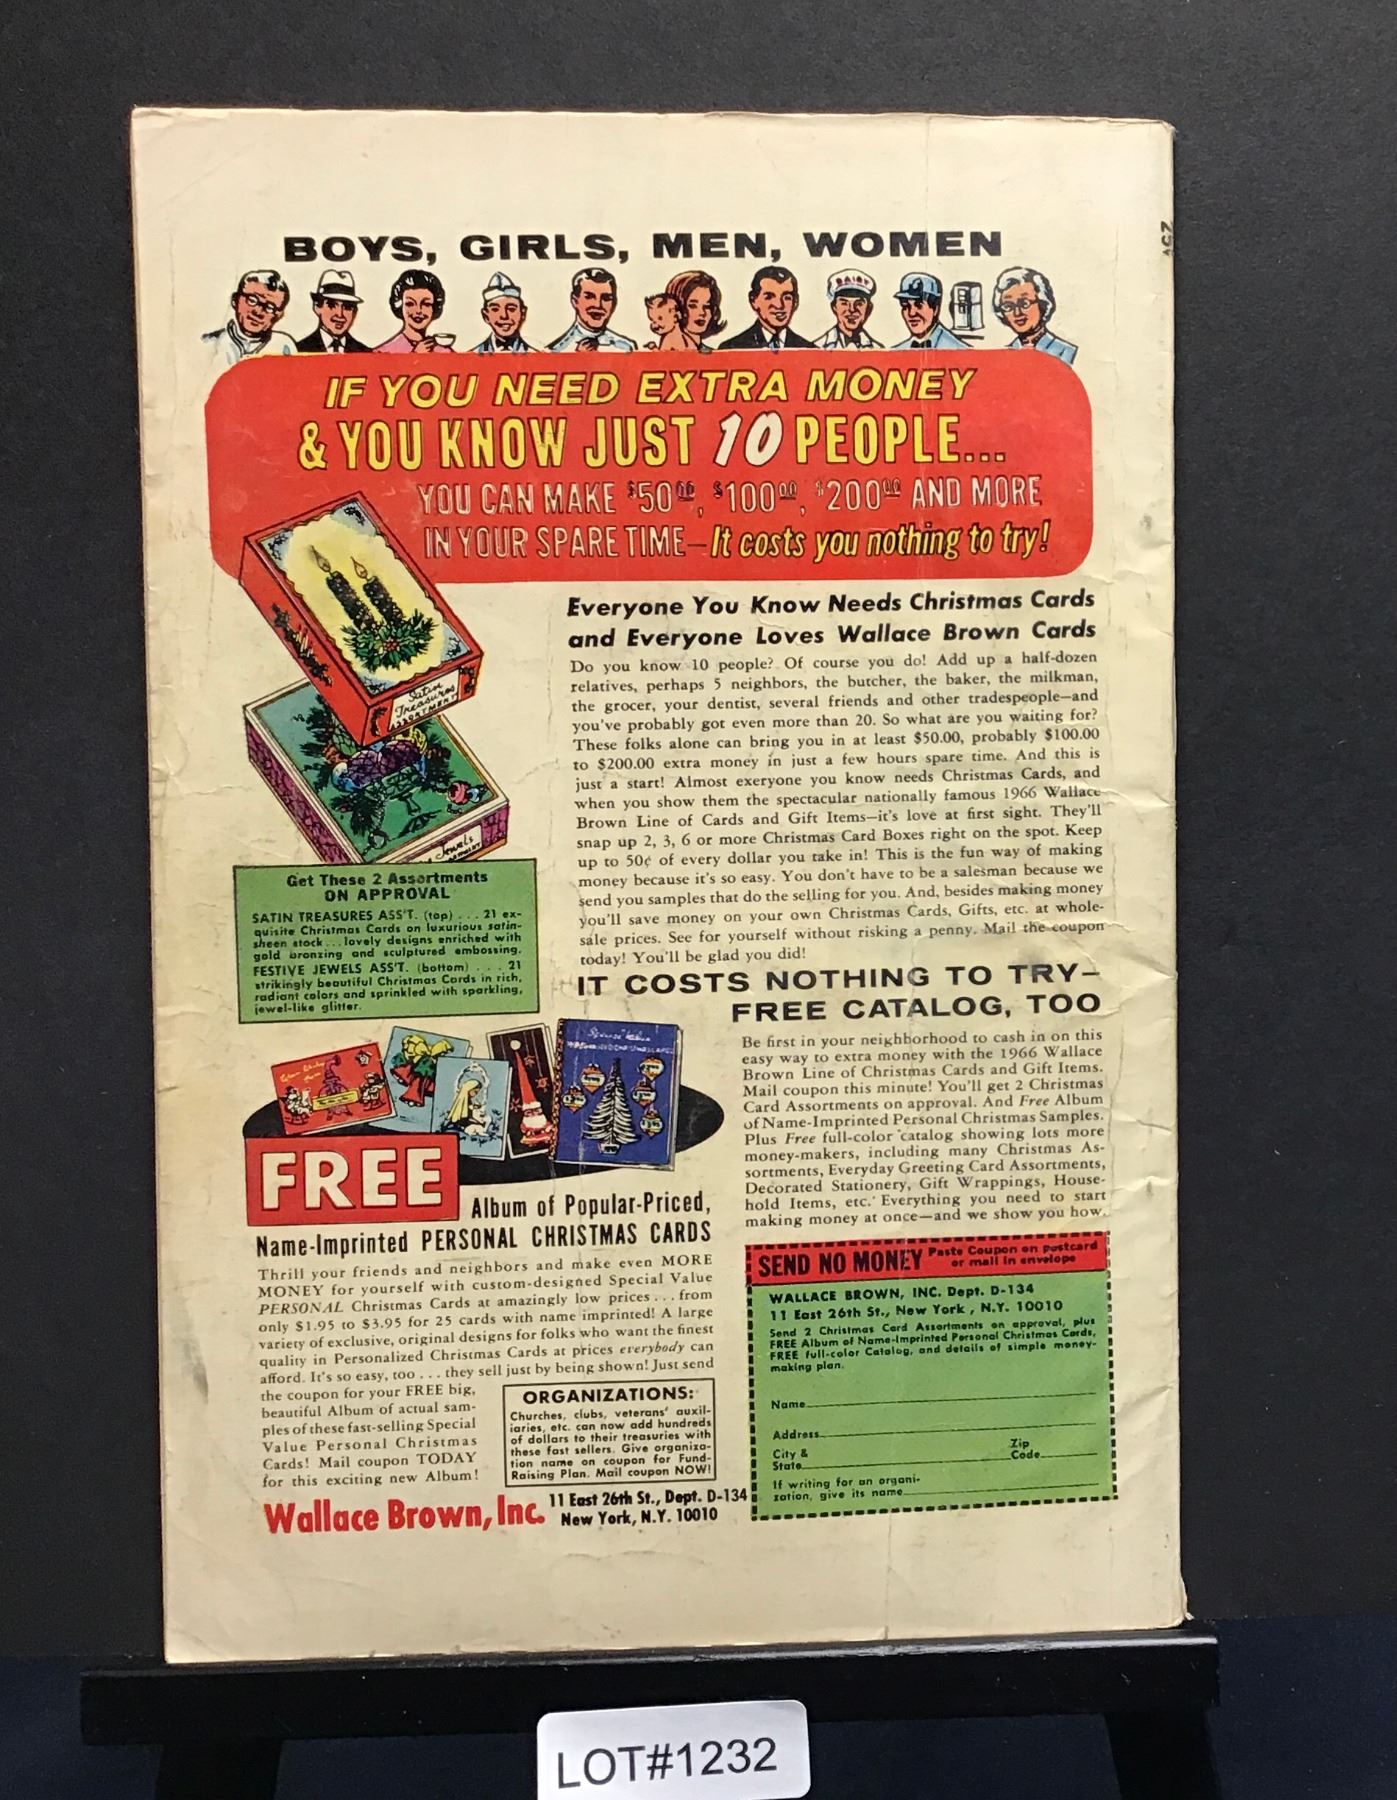 BOYS, GIRLS, MEN, WOMEN
DAIRY
IF YOU NEED EXTRA MONEY
& YOU KNOW JUST 10 PEOPLE...
YOU CAN MAKE $50.00, $100.00, $200.00 AND MORE
IN YOUR SPARE TIME—It costs you nothing to try!
Satin
Treasures
ASSORTMENT
Jewels
Get These 2 Assortments
ON APPROVAL
SATIN TREASURES ASS'T. (top) . . . 21 ex-
quisite Christmas Cards on luxurious satin-
sheen stock . . . lovely designs enriched with
gold bronzing and sculptured embossing.
FESTIVE JEWELS ASS'T. (bottom) . . . 21
strikingly beautiful Christmas Cards in rich,
radiant colors and sprinkled with sparkling,
jewel-like glitter.
Everyone You Know Needs Christmas Cards
and Everyone Loves Wallace Brown Cards
Do you know 10 people? Of course you do! Add up a half-dozen
relatives, perhaps 5 neighbors, the butcher, the baker, the milkman,
the grocer, your dentist, several friends and other tradespeople—and
you've probably got even more than 20. So what are you waiting for?
These folks alone can bring you in at least $50.00, probably $100.00
to $200.00 extra money in just a few hours spare time. And this is
just a start! Almost exeryone you know needs Christmas Cards, and
when you show them the spectacular nationally famous 1966 Wallace
Brown Line of Cards and Gift Items—it's love at first sight. They'll
snap up 2, 3, 6 or more Christmas Card Boxes right on the spot. Keep
up to 50¢ of every dollar you take in! This is the fun way of making
money because it's so easy. You don't have to be a salesman because we
send you samples that do the selling for you. And, besides making money
you'll save money on your own Christmas Cards, Gifts, etc. at whole-
sale prices. See for yourself without risking a penny. Mail the coupon
today! You'll be glad you did!
IT COSTS NOTHING TO TRY—
FREE CATALOG, TOO
Be first in your neighborhood to cash in on this
easy way to extra money with the 1966 Wallace
Brown Line of Christmas Cards and Gift Items.
Mail coupon this minute! You'll get 2 Christmas
Card Assortments on approval. And Free Album
of Name-Imprinted Personal Christmas Samples.
Plus Free full-color catalog showing lots more
money-makers, including many Christmas As-
sortments, Everyday Greeting Card Assortments,
Decorated Stationery, Gift Wrappings, House-
hold Items, etc. Everything you need to start
making money at once—and we show you how.
FREE
Album of Popular-Priced,
Name-Imprinted PERSONAL CHRISTMAS CARDS
Thrill your friends and neighbors and make even MORE
MONEY for yourself with custom-designed Special Value
PERSONAL Christmas Cards at amazingly low prices . . . from
only $1.95 to $3.95 for 25 cards with name imprinted! A large
variety of exclusive, original designs for folks who want the finest
quality in Personalized Christmas Cards at prices everybody can
afford. It's so easy, too . . . they sell just by being shown! Just send
the coupon for your FREE big,
beautiful Album of actual sam-
ples of these fast-selling Special
Value Personal Christmas
Cards! Mail coupon TODAY
for this exciting new Album!
ORGANIZATIONS:
Churches, clubs, veterans' auxil-
iaries, etc. can now add hundreds
of dollars to their treasuries with
these fast sellers. Give organiza-
tion name on coupon for Fund-
Raising Plan. Mail coupon NOW!
Wallace Brown, Inc.
11 East 26th St., Dept. D-134
New York, N.Y. 10010
SEND NO MONEY
Paste Coupon on postcard
or mail in envelope
WALLACE BROWN, INC. Dept. D-134
11 East 26th St., New York, N.Y. 10010
Send 2 Christmas Card Assortments on approval, plus
FREE Album of Name-Imprinted Personal Christmas Cards,
FREE full-color Catalog, and details of simple money-
making plan.
Name
Address
City &
State
Zip
Code
If writing for an organi-
zation, give its name
LOT#1232